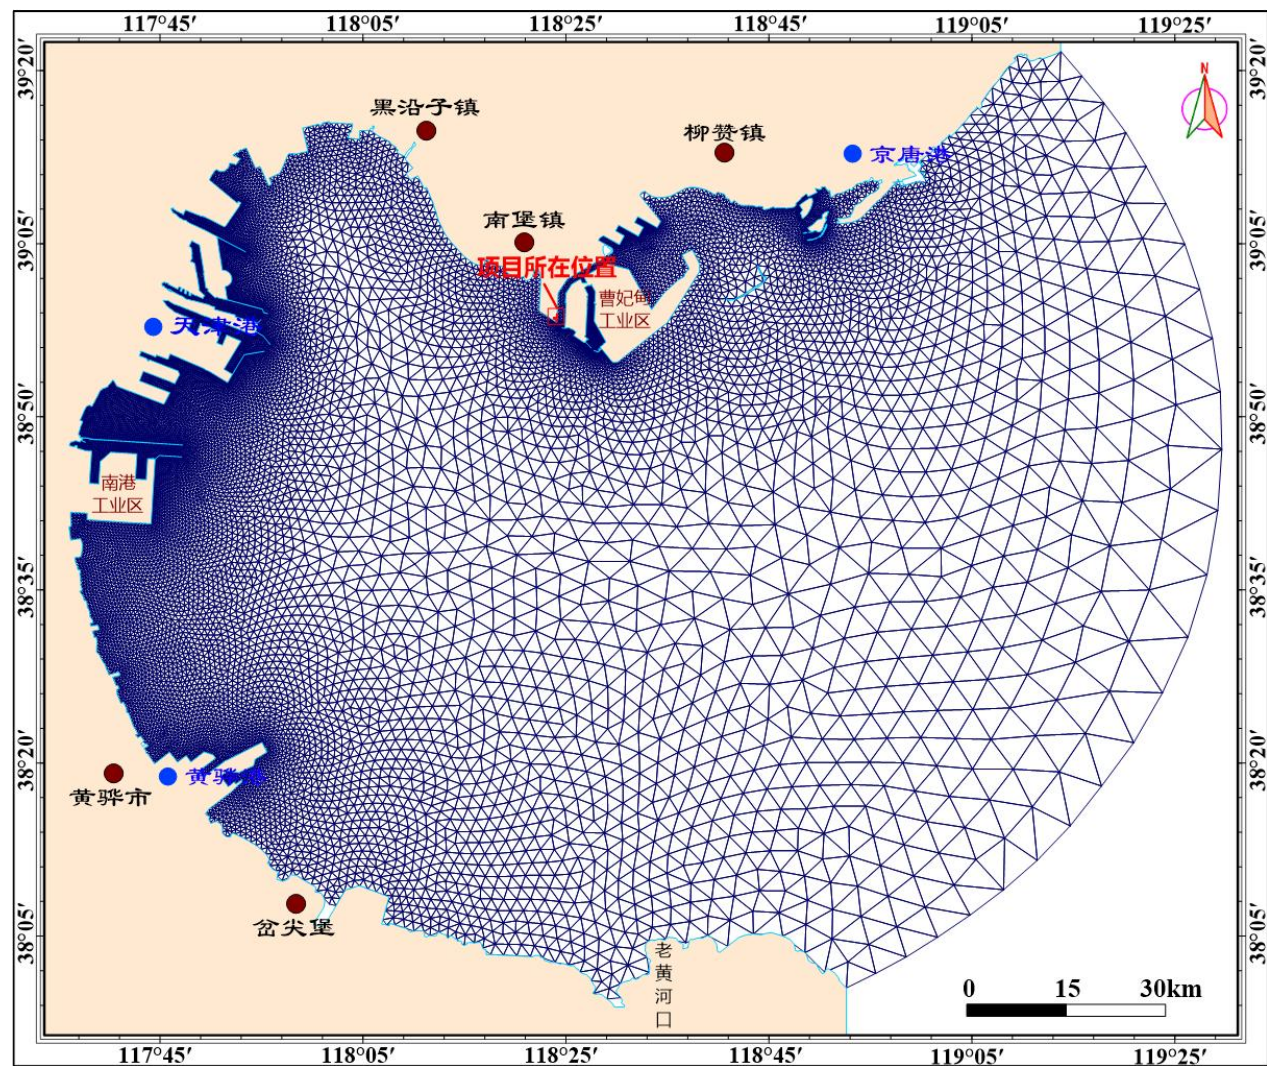 117°45′ 118°05′ 118°25′ 118°45′ 119°05′ 119°25′
39°20′
39°20′
N
黑沿子镇
柳赞镇
京唐港
39°05′
39°05′
南堡镇
项目所在位置
曹妃甸
工业区
天津港
38°50′
38°50′
南港
工业区
38°35′
38°35′
38°20′
38°20′
黄骅港
黄骅市
岔尖堡
38°05′
38°05′
老
黄
河
口
0 15 30km
117°45′ 118°05′ 118°25′ 118°45′ 119°05′ 119°25′